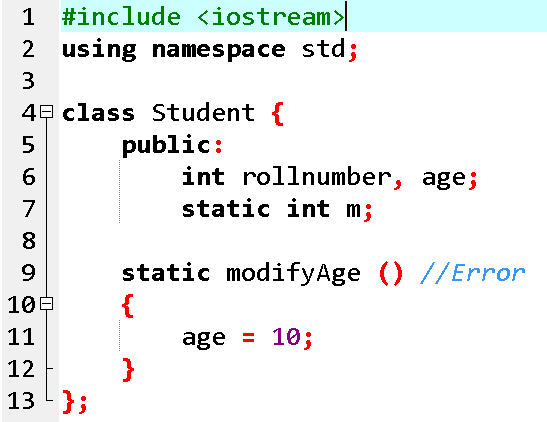 1 #include <iostream>
2 using namespace std;
3
4 class Student {
5 public:
6 int rollnumber, age;
7 static int m;
8
9 static modifyAge () //Error
10 {
11 age = 10;
12 }
13 };